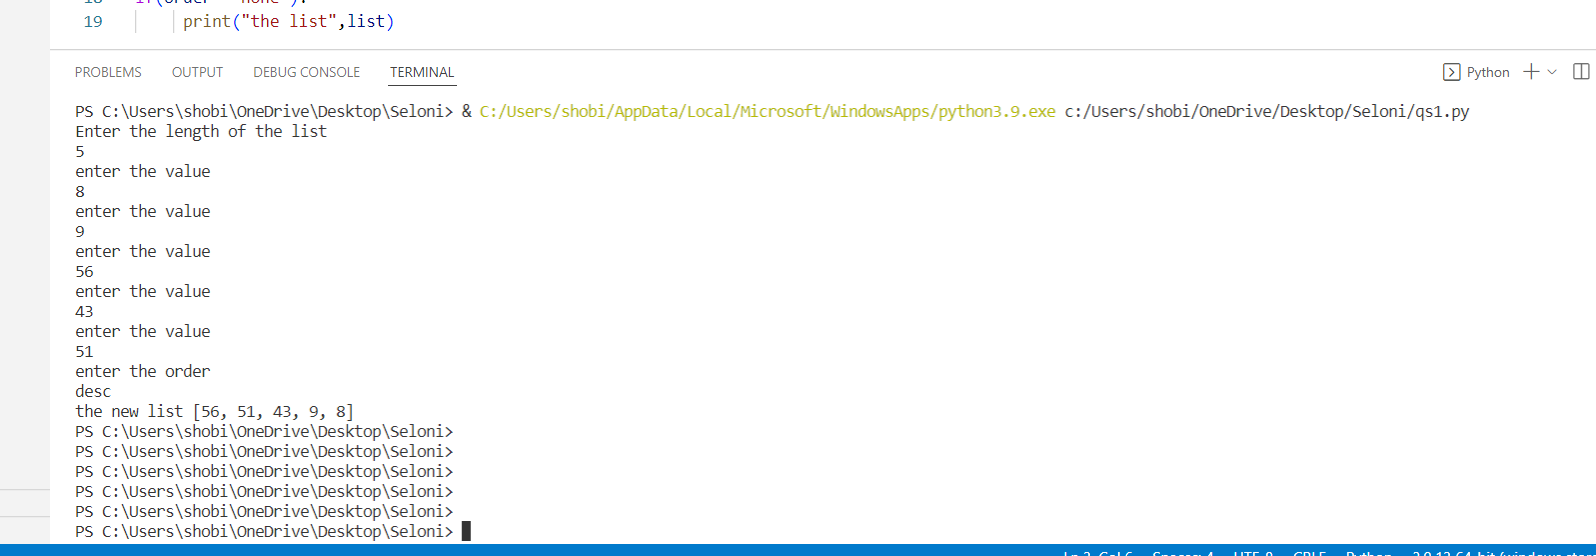 19 print("the list",list)
PROBLEMS OUTPUT DEBUG CONSOLE TERMINAL Python
PS C:\Users\shobi\OneDrive\Desktop\Seloni> & C:/Users/shobi/AppData/Local/Microsoft/WindowsApps/python3.9.exe c:/Users/shobi/OneDrive/Desktop/Seloni/qs1.py
Enter the length of the list
5
enter the value
8
enter the value
9
enter the value
56
enter the value
43
enter the value
51
enter the order
desc
the new list [56, 51, 43, 9, 8]
PS C:\Users\shobi\OneDrive\Desktop\Seloni>
PS C:\Users\shobi\OneDrive\Desktop\Seloni>
PS C:\Users\shobi\OneDrive\Desktop\Seloni>
PS C:\Users\shobi\OneDrive\Desktop\Seloni>
PS C:\Users\shobi\OneDrive\Desktop\Seloni>
PS C:\Users\shobi\OneDrive\Desktop\Seloni>